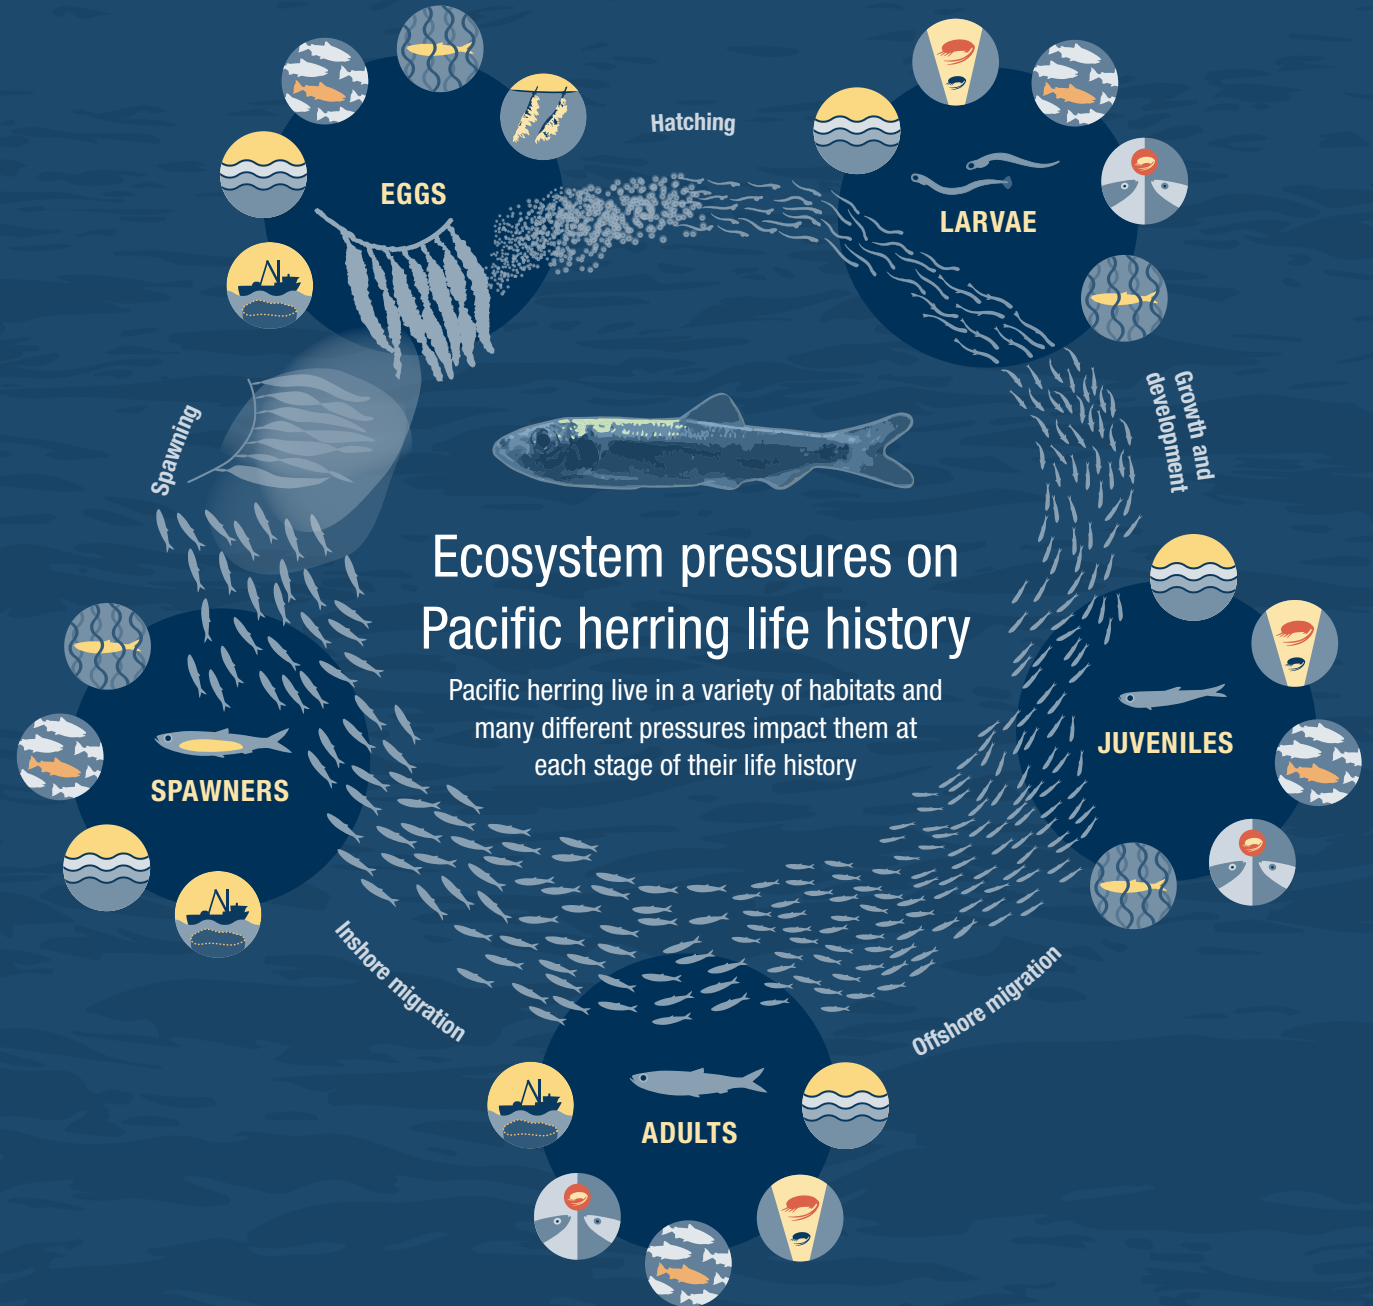 Hatching
EGGS
LARVAE
Growth and
development
Spawning
Ecosystem pressures on
Pacific herring life history
Pacific herring live in a variety of habitats and
many different pressures impact them at
each stage of their life history
JUVENILES
SPAWNERS
Inshore migration
Offshore migration
ADULTS